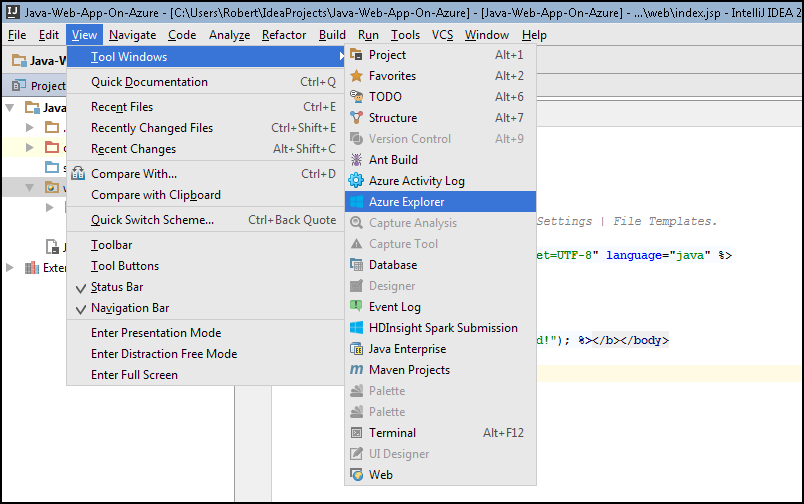 Java-Web-App-On-Azure - [C:\Users\Robert\IdeaProjects\Java-Web-App-On-Azure] - [Java-Web-App-On-Azure] - ...\web\index.jsp - IntelliJ IDEA 2
File Edit View Navigate Code Analyze Refactor Build Run Tools VCS Window Help
Java-W
Project
Java
Exter
Tool Windows
Quick Documentation Ctrl+Q
Recent Files Ctrl+E
Recently Changed Files Ctrl+Shift+E
Recent Changes Alt+Shift+C
Compare With... Ctrl+D
Compare with Clipboard
Quick Switch Scheme... Ctrl+Back Quote
Toolbar
Tool Buttons
Status Bar
Navigation Bar
Enter Presentation Mode
Enter Distraction Free Mode
Enter Full Screen
Project Alt+1
Favorites Alt+2
TODO Alt+6
Structure Alt+7
Version Control Alt+9
Ant Build
Azure Activity Log
Azure Explorer
Capture Analysis
Capture Tool
Database
Designer
Event Log
HDInsight Spark Submission
Java Enterprise
Maven Projects
Palette
Palette
Terminal Alt+F12
UI Designer
Web
Settings | File Templates.
et=UTF-8" language="java" %>
d!"); %></b></body>